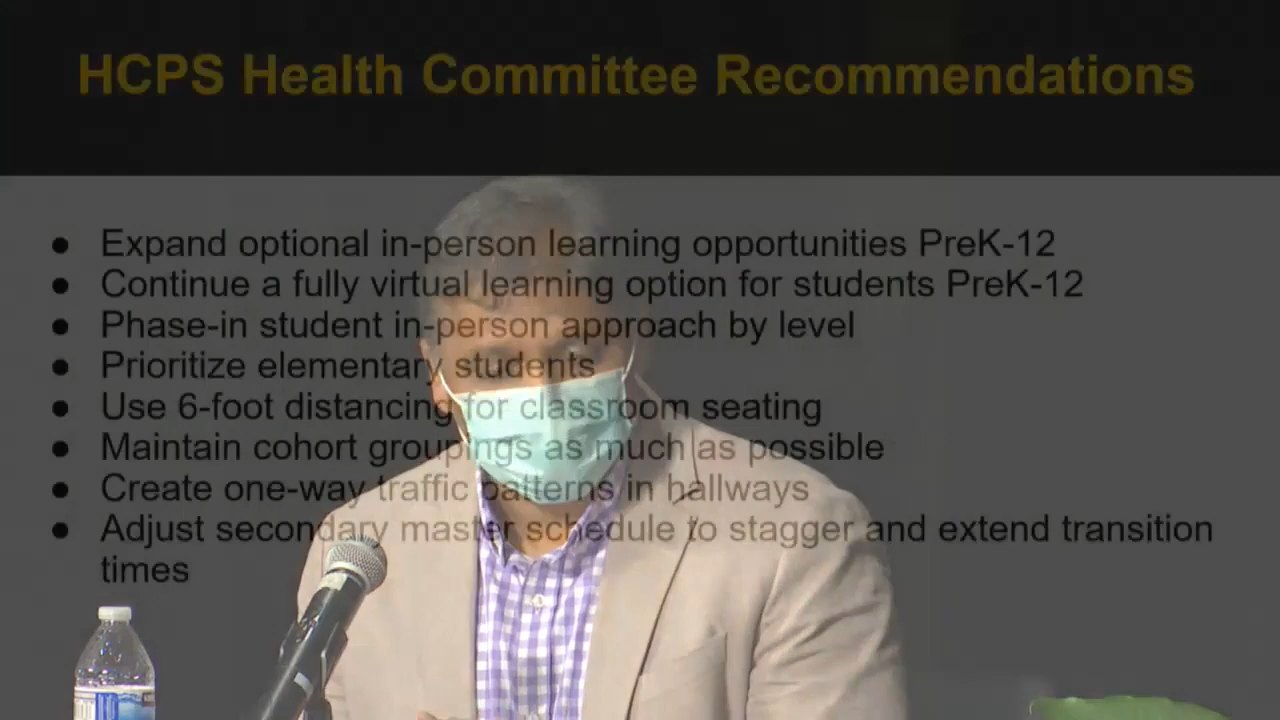 HCPS Health Committee Recommendations
● Expand optional in-person learning opportunities PreK-12
● Continue a fully virtual learning option for students PreK-12
● Phase-in student in-person approach by level
● Prioritize elementary students
● Use 6-foot distancing for classroom seating
● Maintain cohort groupings as much as possible
● Create one-way traffic patterns in hallways
● Adjust secondary master schedule to stagger and extend transition
times